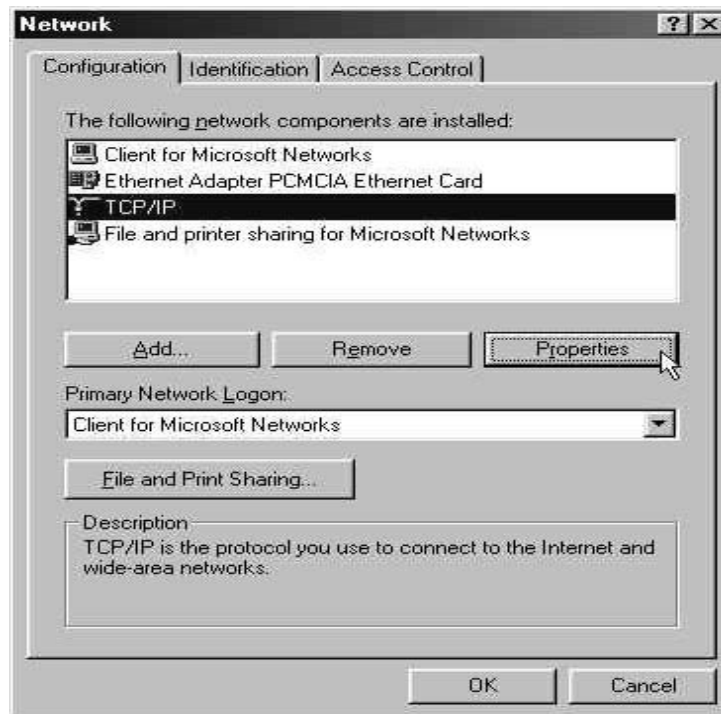 Network
Configuration Identification Access Control
The following network components are installed:
Client for Microsoft Networks
Ethernet Adapter PCMCIA Ethernet Card
TCP/IP
File and printer sharing for Microsoft Networks
Add... Remove Properties
Primary Network Logon:
Client for Microsoft Networks
File and Print Sharing...
Description
TCP/IP is the protocol you use to connect to the Internet and
wide-area networks.
OK Cancel